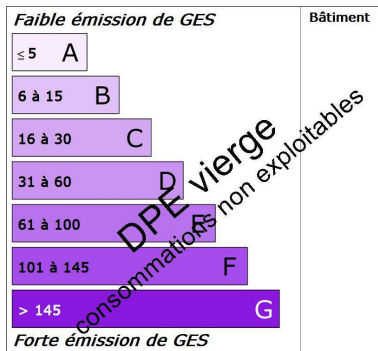 Faible émission de GES
Bâtiment
≤ 5 A
6 à 15 B
16 à 30 C
31 à 60 D
61 à 100 E
101 à 145 F
> 145 G
Forte émission de GES
DPE vierge
consommations non exploitables